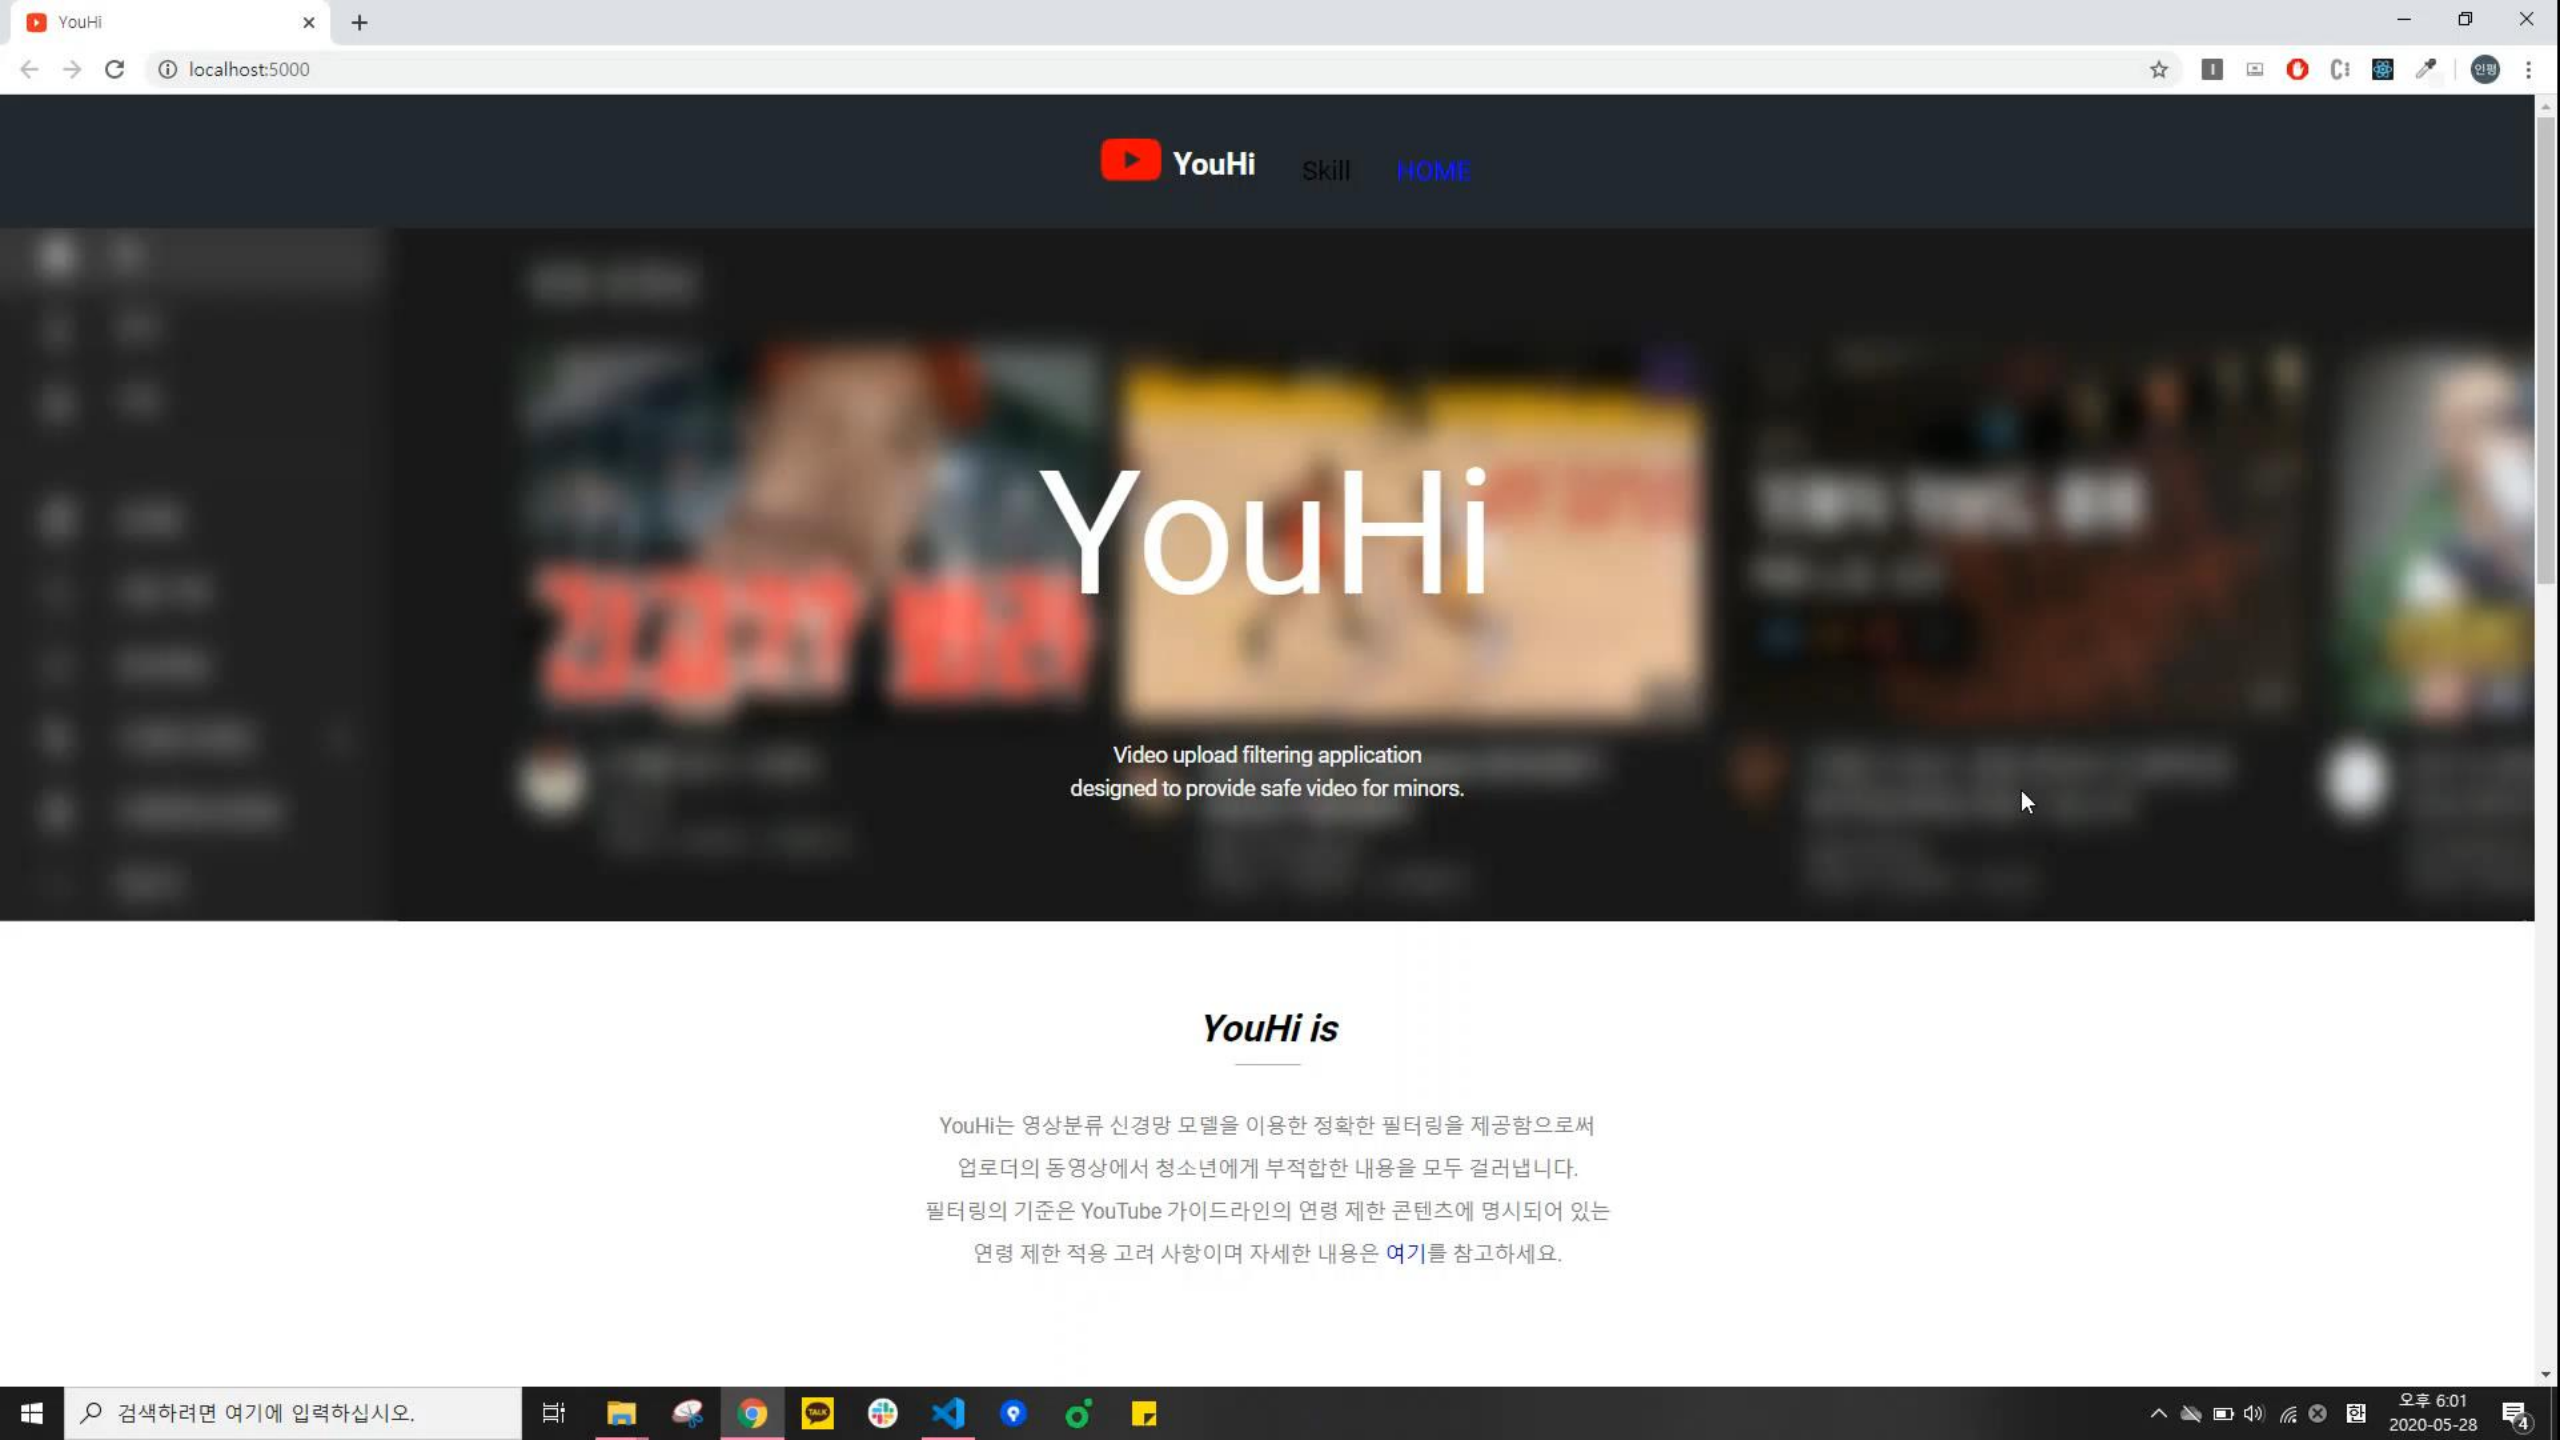 YouHi
localhost:5000
인평
YouHi
Skill
HOME
YouHi
Video upload filtering application
designed to provide safe video for minors.
YouHi is
YouHi는 영상분류 신경망 모델을 이용한 정확한 필터링을 제공함으로써
업로더의 동영상에서 청소년에게 부적합한 내용을 모두 걸러냅니다.
필터링의 기준은 YouTube 가이드라인의 연령 제한 콘텐츠에 명시되어 있는
연령 제한 적용 고려 사항이며 자세한 내용은 여기를 참고하세요.
검색하려면 여기에 입력하십시오.
TALK
한
오후 6:01
2020-05-28
4